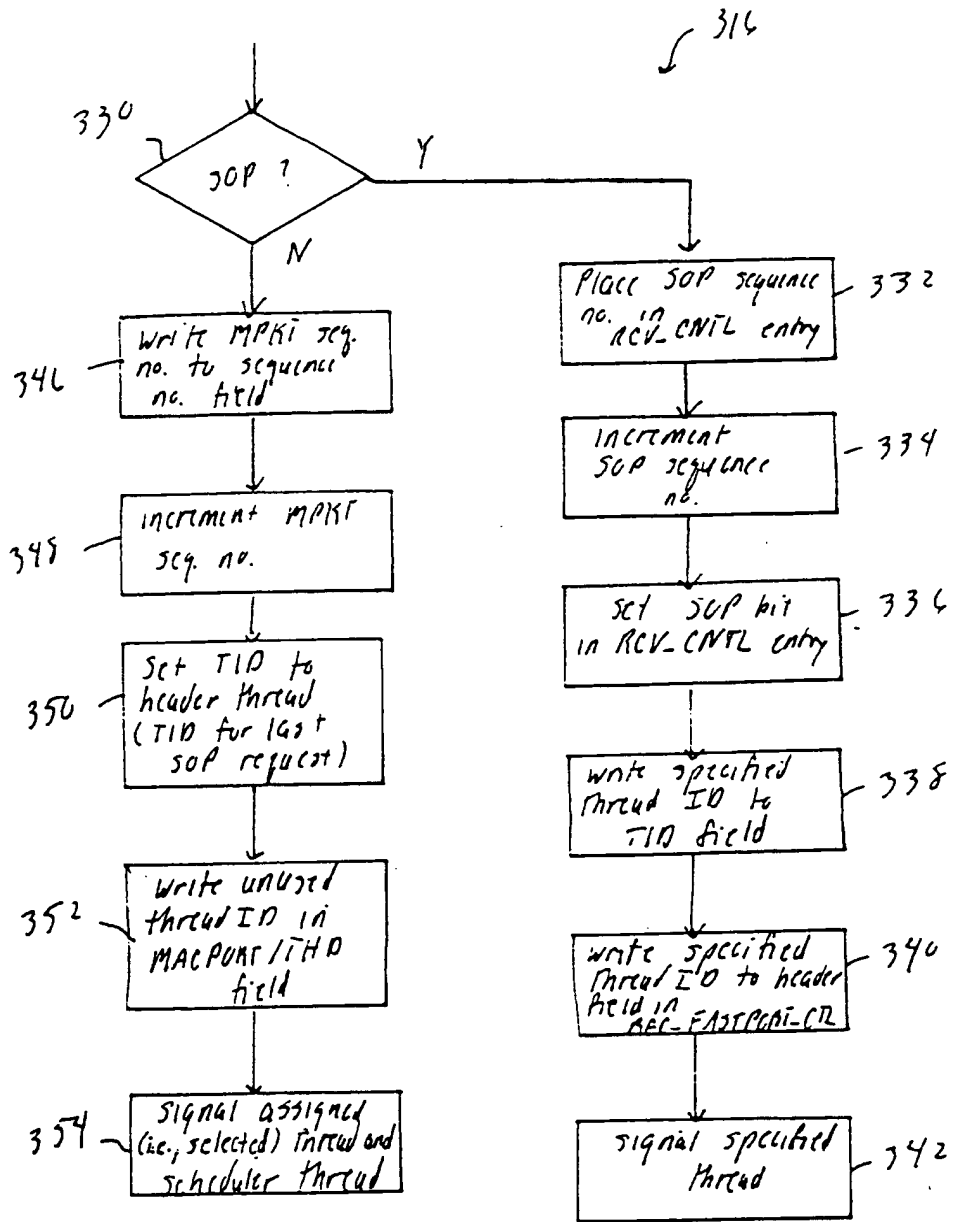 316
330
SOP ?
Y
N
Write MPKT seq.
no. to sequence
no. field
346
increment MPKT
seq. no.
348
Set TID to
header thread
(TID for last
SOP request)
350
Write unused
thread ID in
MACPORT/THD
field
352
Signal assigned
(i.e., selected) thread and
scheduler thread
354
Place SOP sequence
no. in
RCV_CNTL entry
332
increment
SOP sequence
no.
334
Set SOP bit
in RCV_CNTL entry
336
write specified
thread ID to
TID field
338
write specified
thread ID to header
field in
REC_FASTPORT_CTL
340
signal specified
thread
342